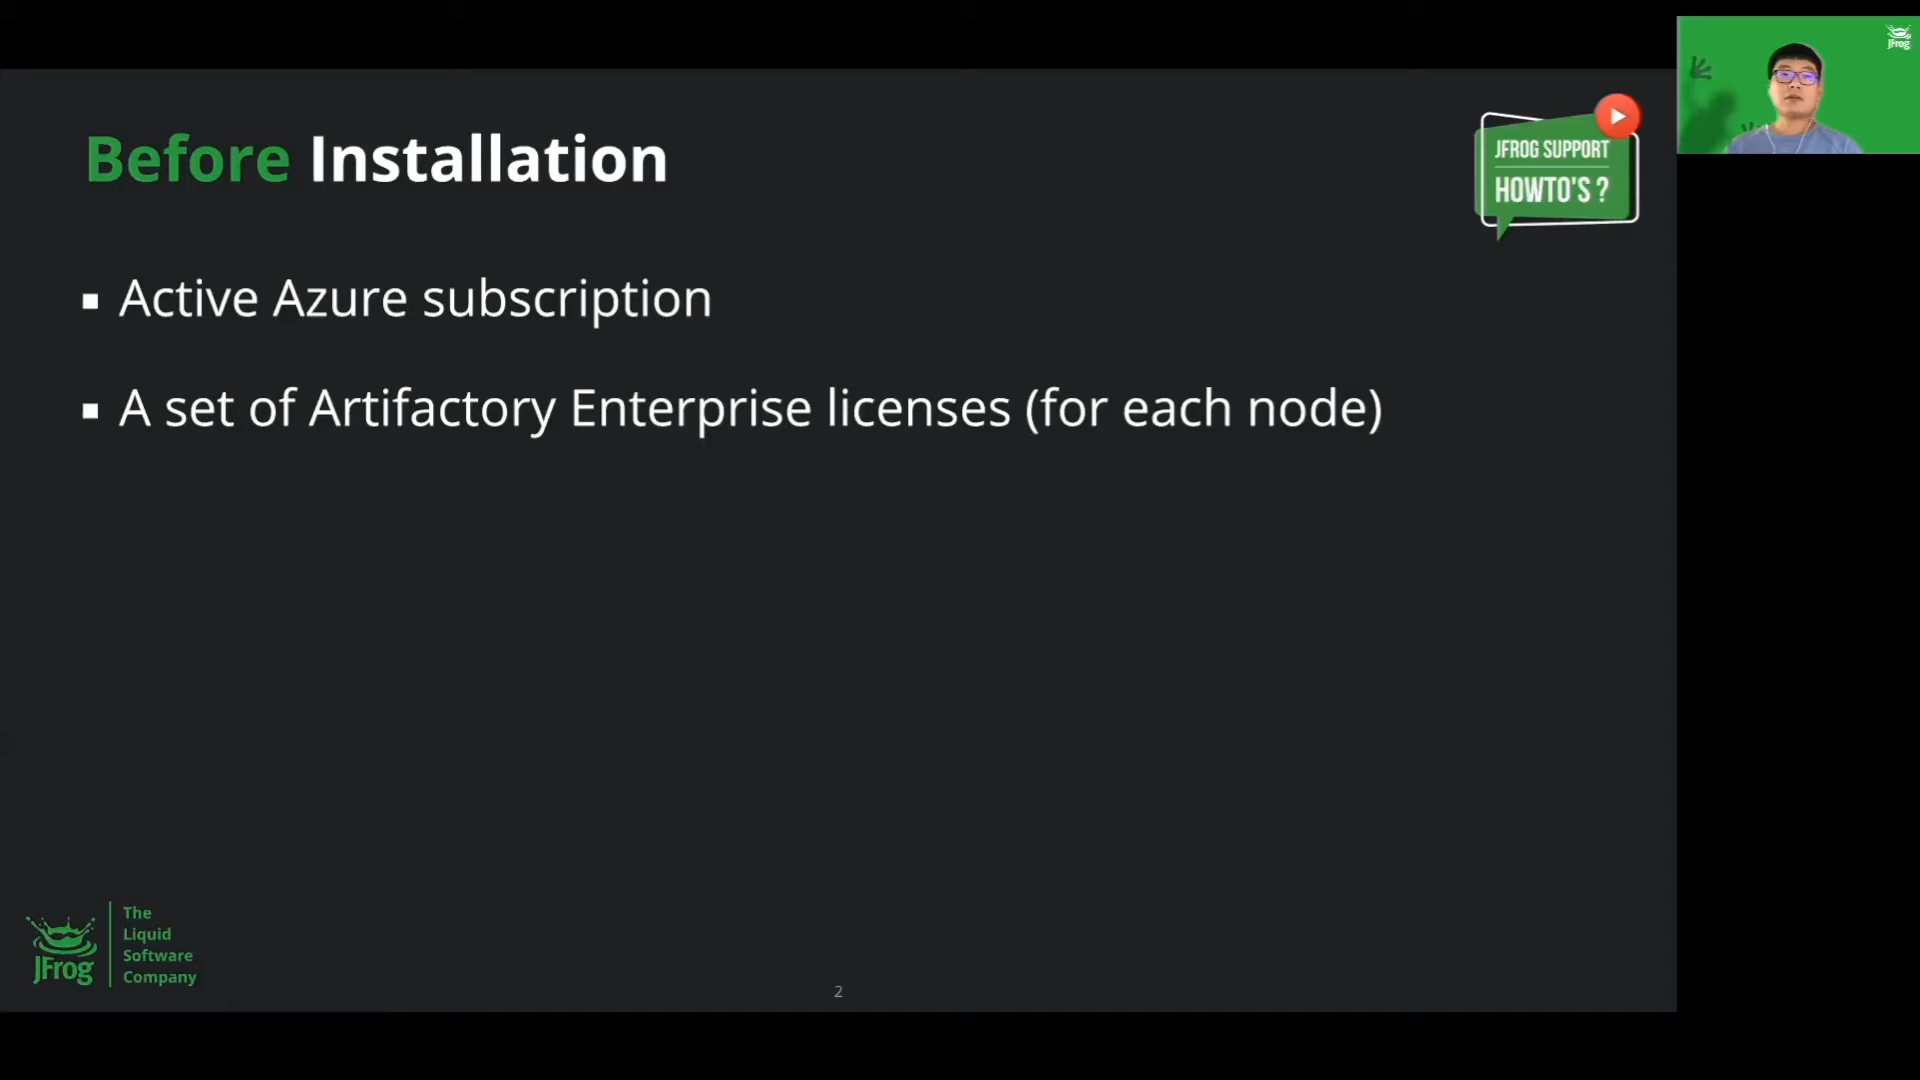 Before Installation
JFROG SUPPORT
HOWTO'S ?
JFrog
▪ Active Azure subscription
▪ A set of Artifactory Enterprise licenses (for each node)
JFrog
The
Liquid
Software
Company
2